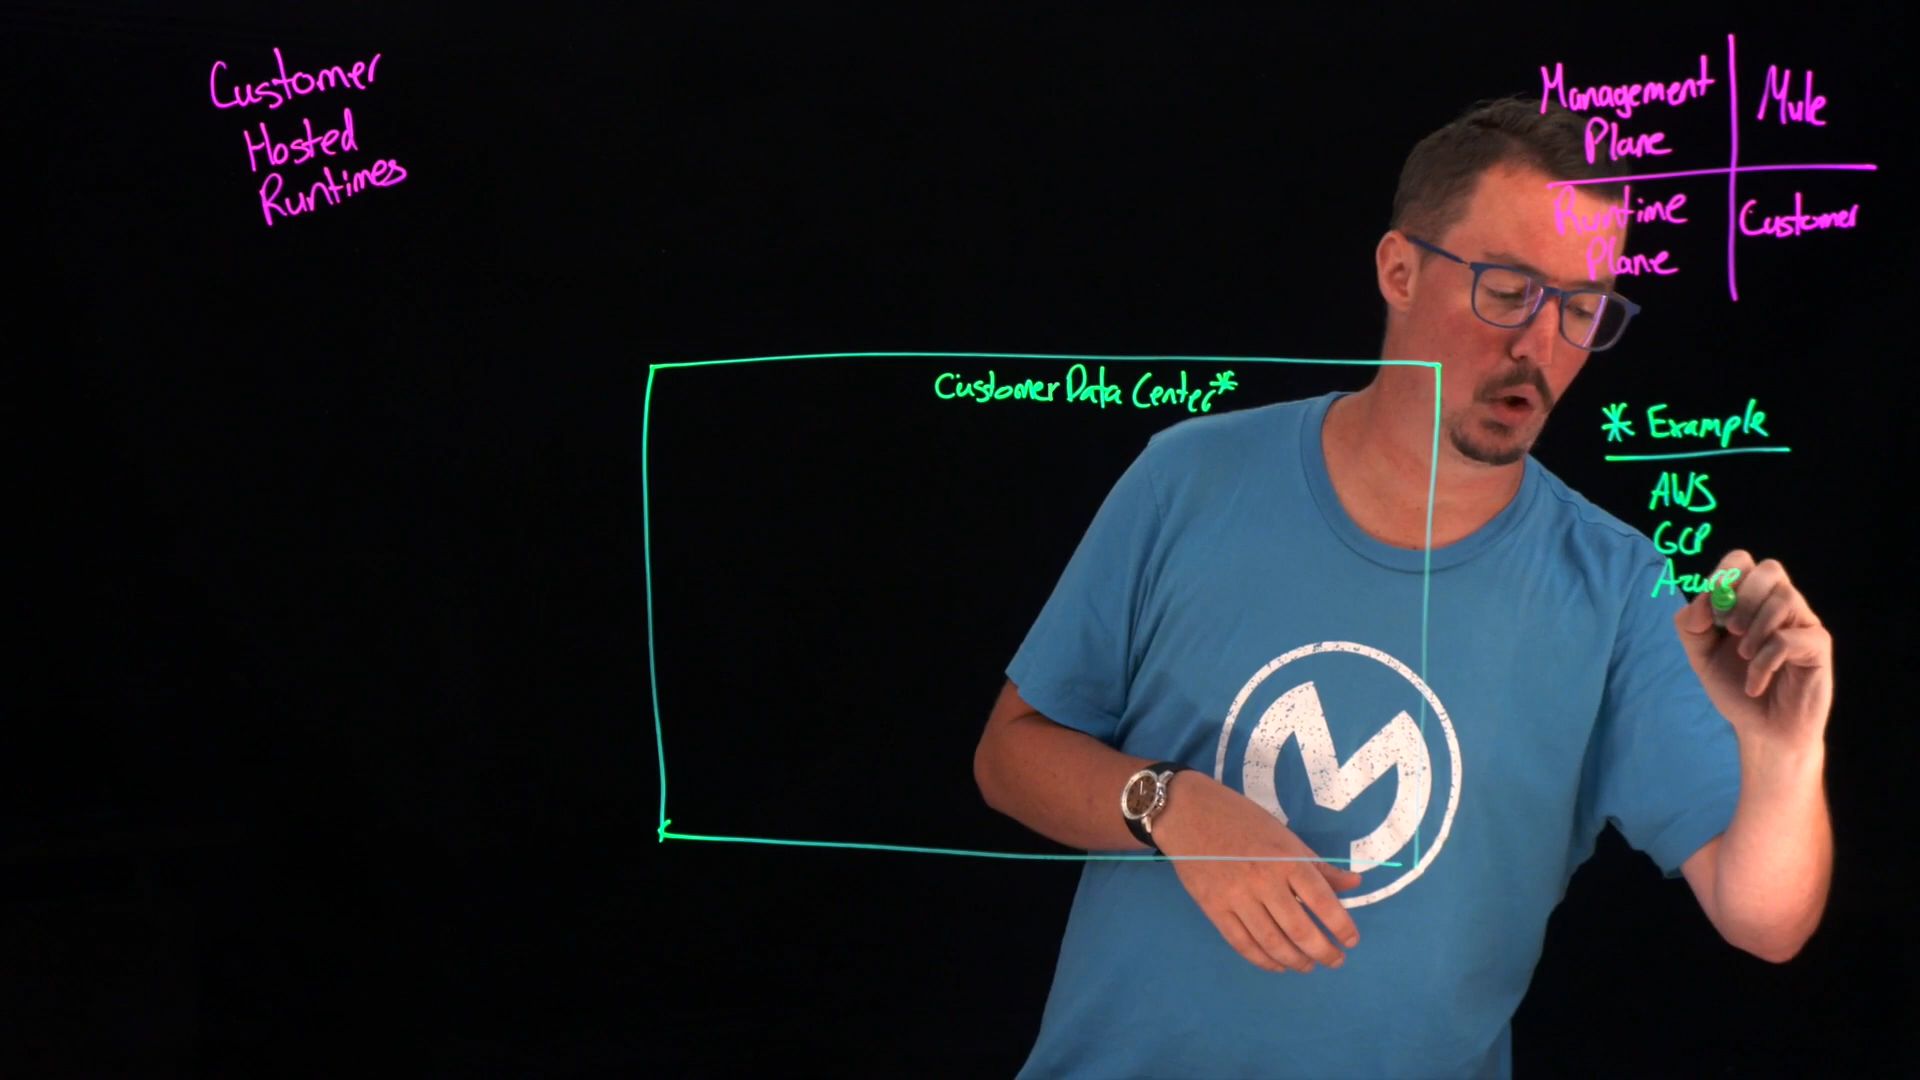 Customer
Hosted
Runtimes
Management
Plane
Mule
Runtime
Plane
Customer
Customer Data Center*
* Example
AWS
GCP
Azure